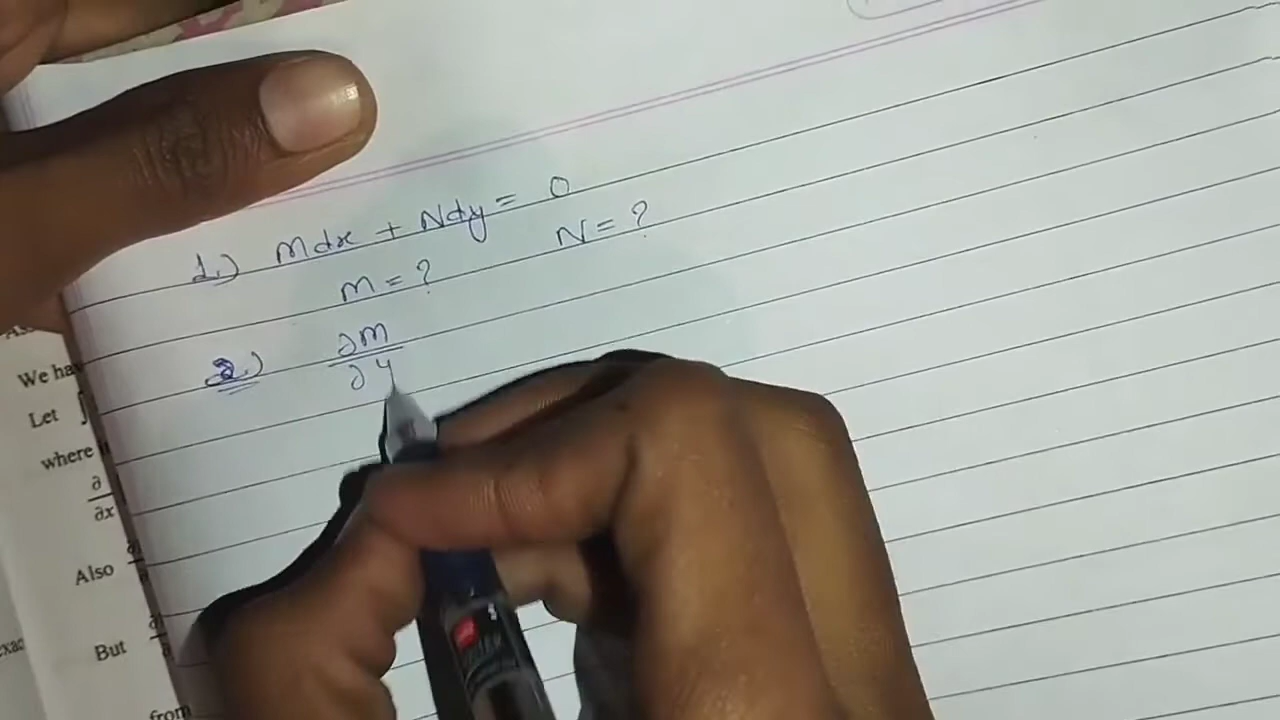 1.) Mdx + Ndy = 0
M = ? N = ?
2) ∂M
∂y
We ha
Let ∫
where
∂
∂x
Also
But
from